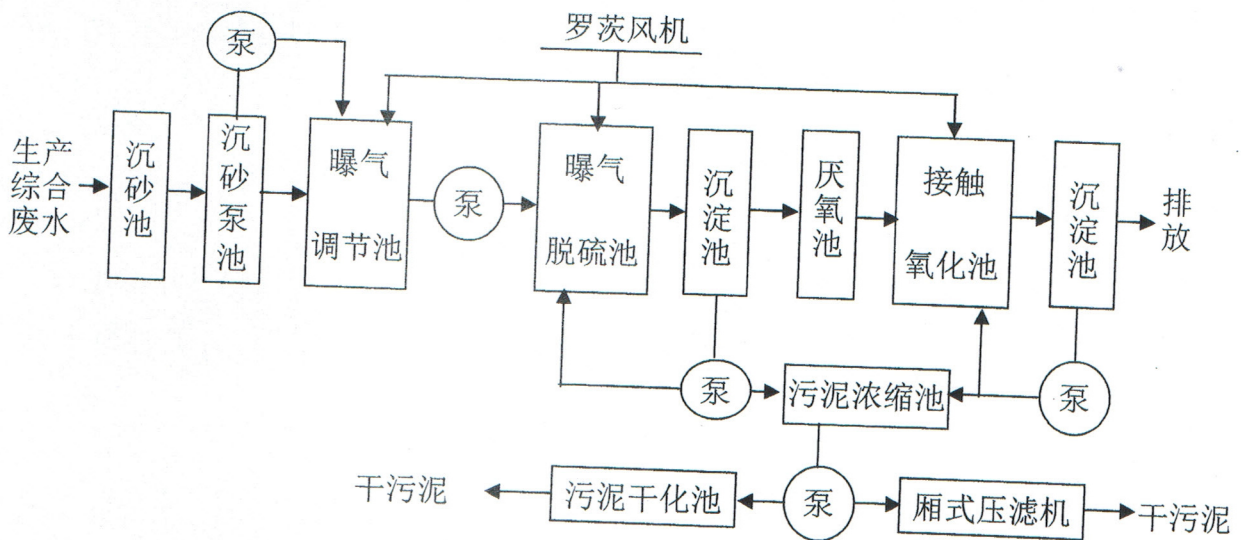 罗茨风机
泵
生产
综合
废水
沉砂池
沉砂泵池
曝气
调节池
泵
曝气
脱硫池
沉淀池
厌氧池
接触
氧化池
沉淀池
排放
泵
污泥浓缩池
泵
干污泥
污泥干化池
泵
厢式压滤机
干污泥